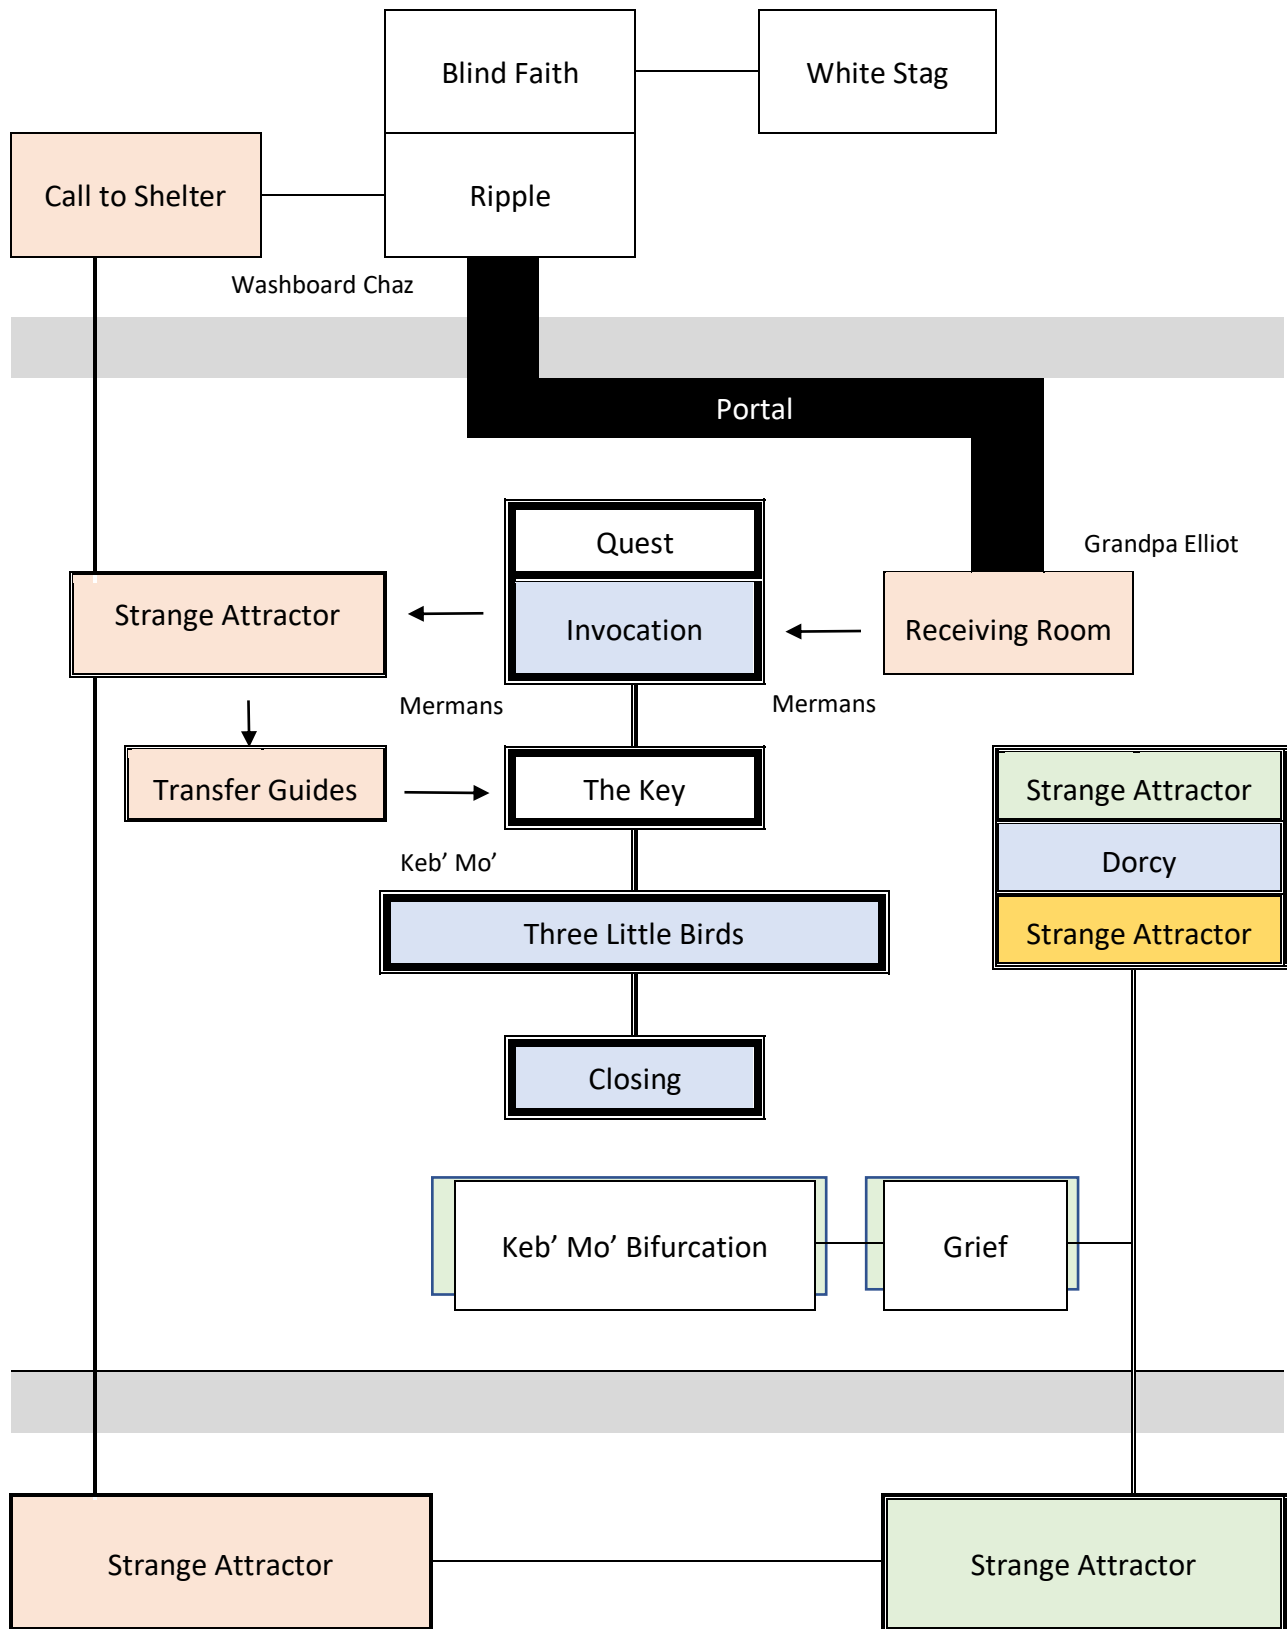 Blind Faith
White Stag
Call to Shelter
Ripple
Washboard Chaz
Portal
Quest
Grandpa Elliot
Strange Attractor
Invocation
Receiving Room
Mermans
Mermans
Transfer Guides
The Key
Strange Attractor
Keb’ Mo’
Dorcy
Three Little Birds
Strange Attractor
Closing
Keb’ Mo’ Bifurcation
Grief
Strange Attractor
Strange Attractor